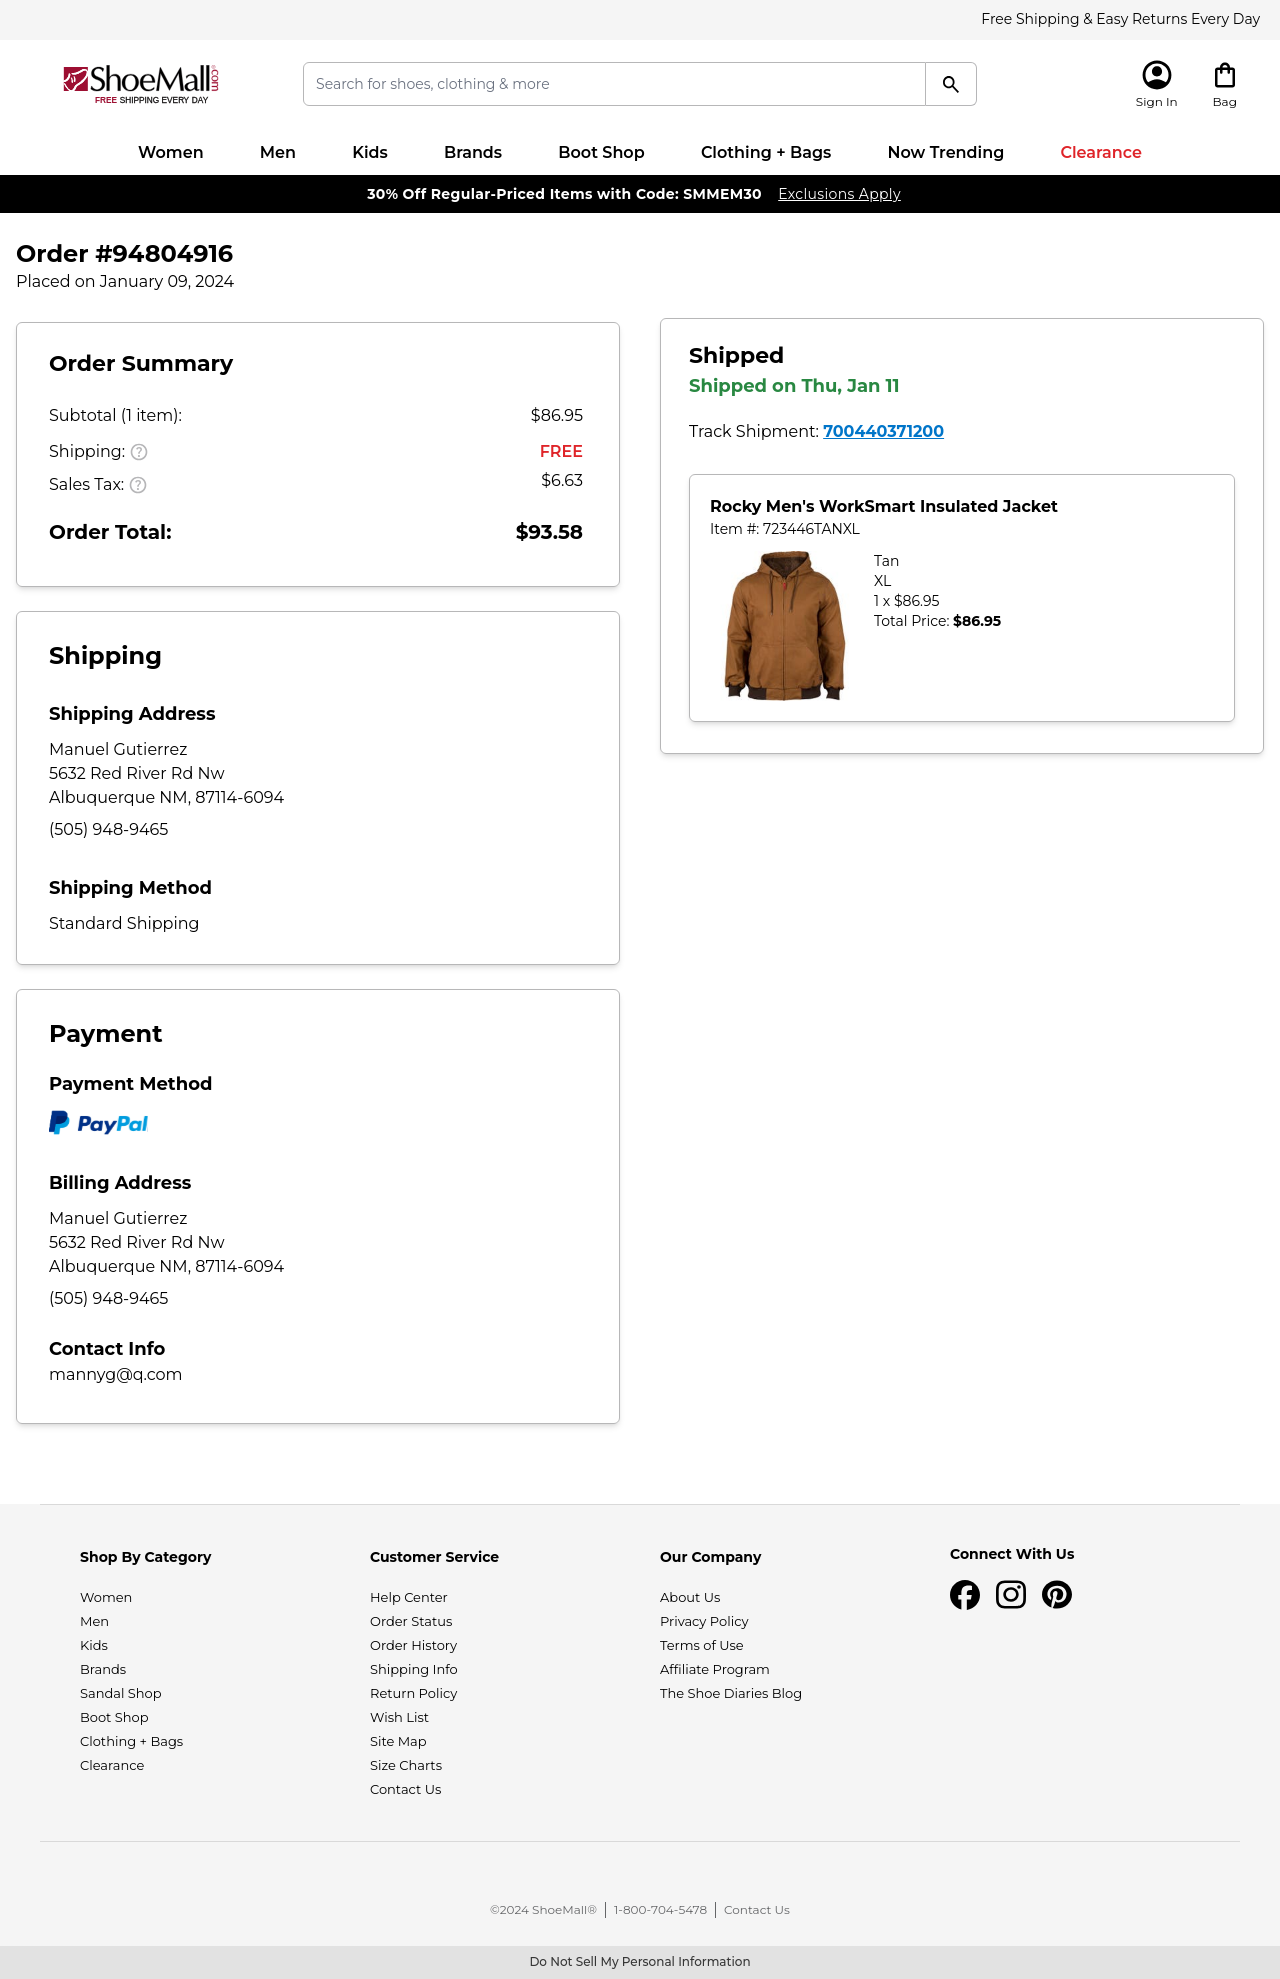 Free Shipping & Easy Returns Every Day
ShoeMall.com
FREE SHIPPING EVERY DAY
Search for shoes, clothing & more
Sign In
Bag
Women Men Kids Brands Boot Shop Clothing + Bags Now Trending Clearance
30% Off Regular-Priced Items with Code: SMMEM30 Exclusions Apply
Order #94804916
Placed on January 09, 2024
Order Summary
Subtotal (1 item): $86.95
Shipping: ? FREE
Sales Tax: ? $6.63
Order Total: $93.58
Shipping
Shipping Address
Manuel Gutierrez
5632 Red River Rd Nw
Albuquerque NM, 87114-6094
(505) 948-9465
Shipping Method
Standard Shipping
Payment
Payment Method
PayPal
Billing Address
Manuel Gutierrez
5632 Red River Rd Nw
Albuquerque NM, 87114-6094
(505) 948-9465
Contact Info
mannyg@q.com
Shipped
Shipped on Thu, Jan 11
Track Shipment: 700440371200
Rocky Men's WorkSmart Insulated Jacket
Item #: 723446TANXL
Tan
XL
1 x $86.95
Total Price: $86.95
Shop By Category
Women
Men
Kids
Brands
Sandal Shop
Boot Shop
Clothing + Bags
Clearance
Customer Service
Help Center
Order Status
Order History
Shipping Info
Return Policy
Wish List
Site Map
Size Charts
Contact Us
Our Company
About Us
Privacy Policy
Terms of Use
Affiliate Program
The Shoe Diaries Blog
Connect With Us
©2024 ShoeMall® | 1-800-704-5478 | Contact Us
Do Not Sell My Personal Information